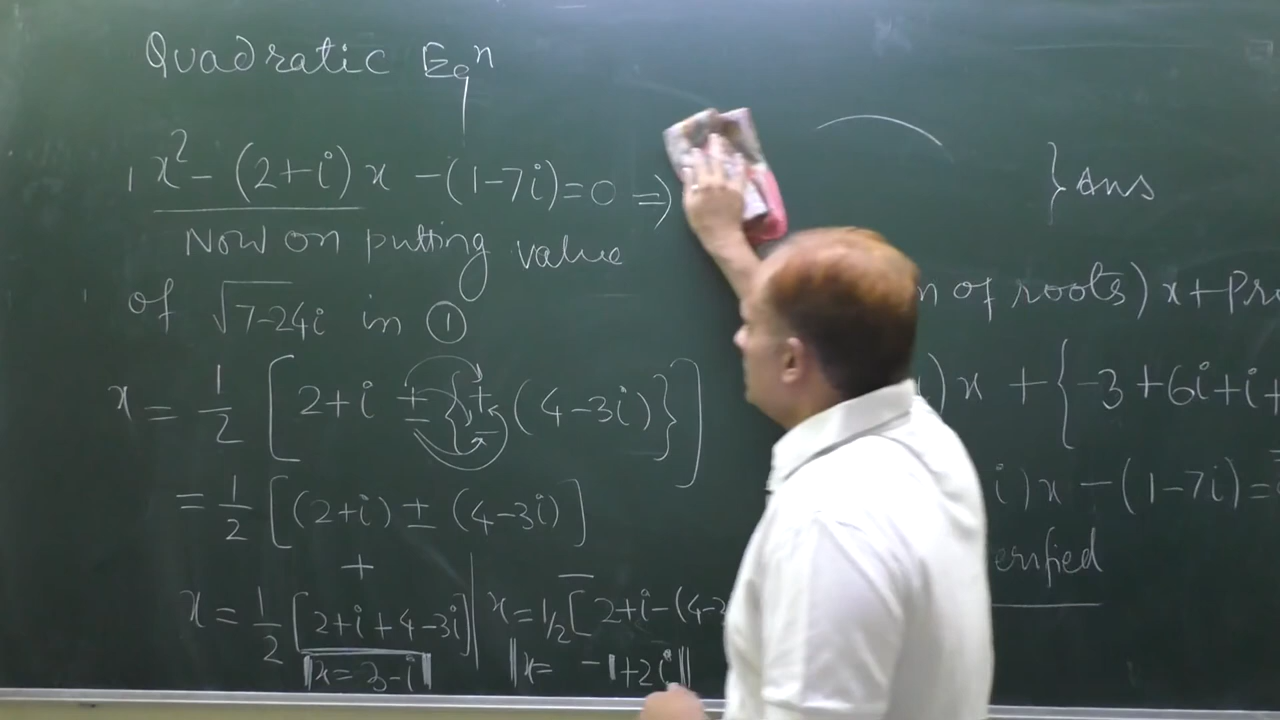 Quadratic Eqⁿ
1 x² - (2+i) x - (1-7i) = 0 ⇒
Now on putting value
of √7-24i in ①
x = 1/2 [2+i ± {± (4-3i)}]
= 1/2 [(2+i) ± (4-3i)]
+ −
x = 1/2 [2+i+4-3i] | x = 1/2 [2+i-(4-
||x = 3-i|| ||x = -1+2i||
} Ans
of roots) x +
) x + {-3+6i+i+
i) x - (1-7i) =